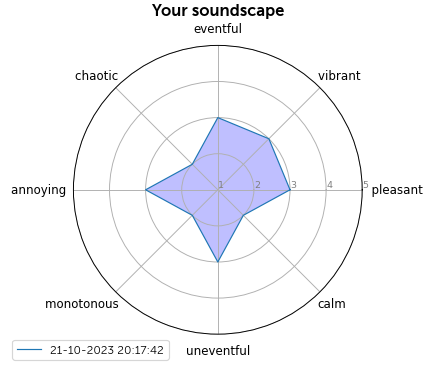 Your soundscape
eventful
chaotic
vibrant
annoying
1
2
3
4
5
pleasant
monotonous
calm
uneventful
21-10-2023 20:17:42